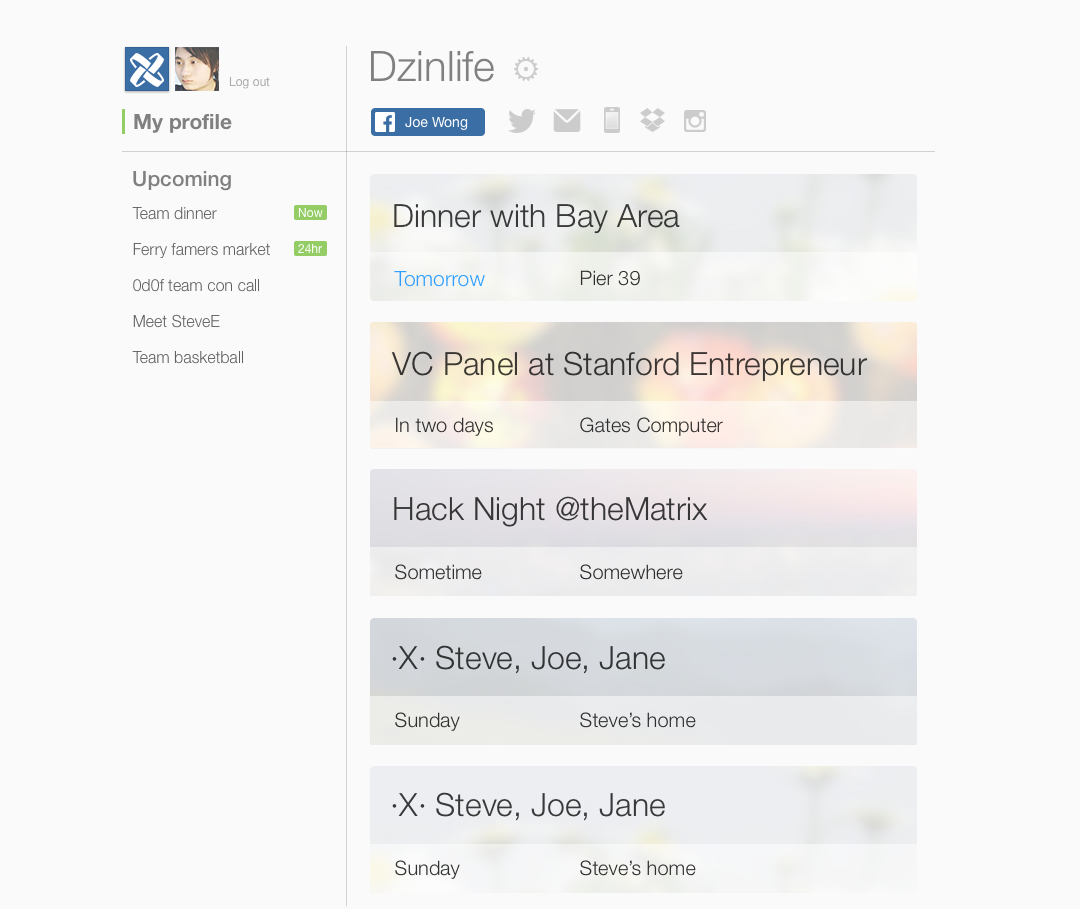 Log out
My profile
Upcoming
Team dinner Now
Ferry famers market 24hr
0d0f team con call
Meet SteveE
Team basketball
Dzinlife
Joe Wong
Dinner with Bay Area
Tomorrow Pier 39
VC Panel at Stanford Entrepreneur
In two days Gates Computer
Hack Night @theMatrix
Sometime Somewhere
·X· Steve, Joe, Jane
Sunday Steve’s home
·X· Steve, Joe, Jane
Sunday Steve’s home